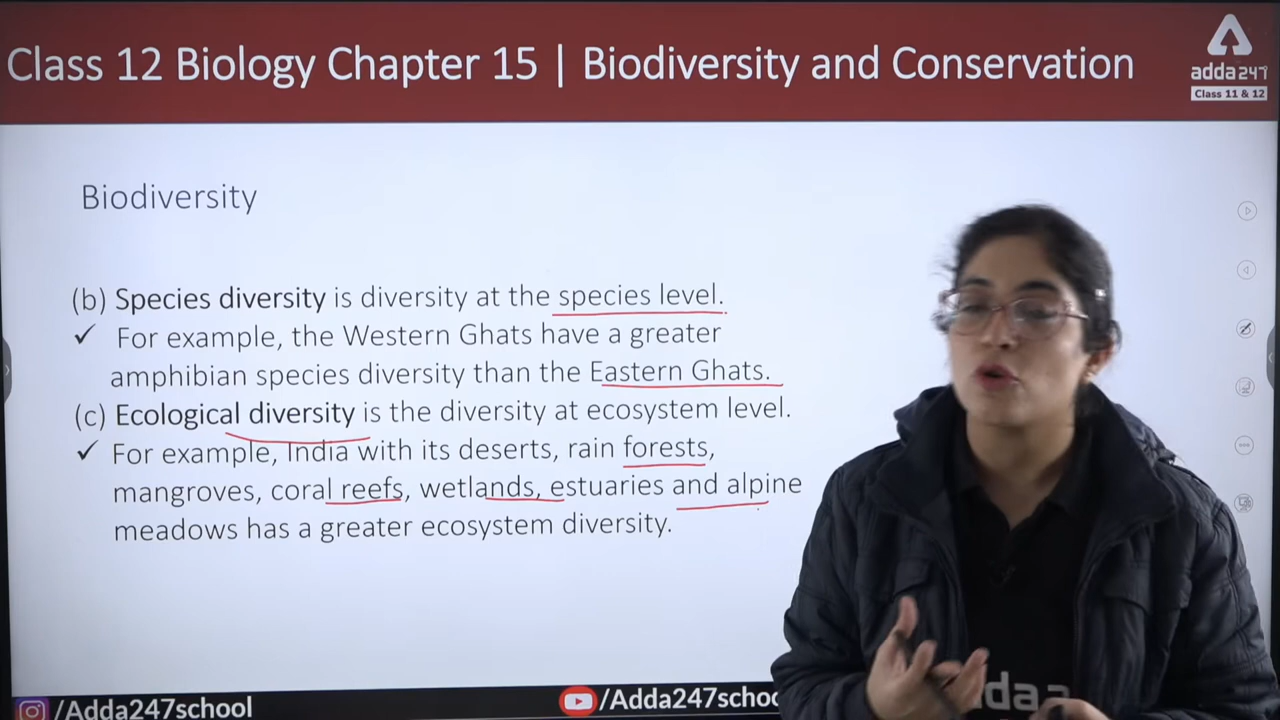 Class 12 Biology Chapter 15 | Biodiversity and Conservation
adda247
Class 11 & 12
Biodiversity
(b) Species diversity is diversity at the species level.
✓ For example, the Western Ghats have a greater
amphibian species diversity than the Eastern Ghats.
(c) Ecological diversity is the diversity at ecosystem level.
✓ For example, India with its deserts, rain forests,
mangroves, coral reefs, wetlands, estuaries and alpine
meadows has a greater ecosystem diversity.
/Adda247school
/Adda247schoo